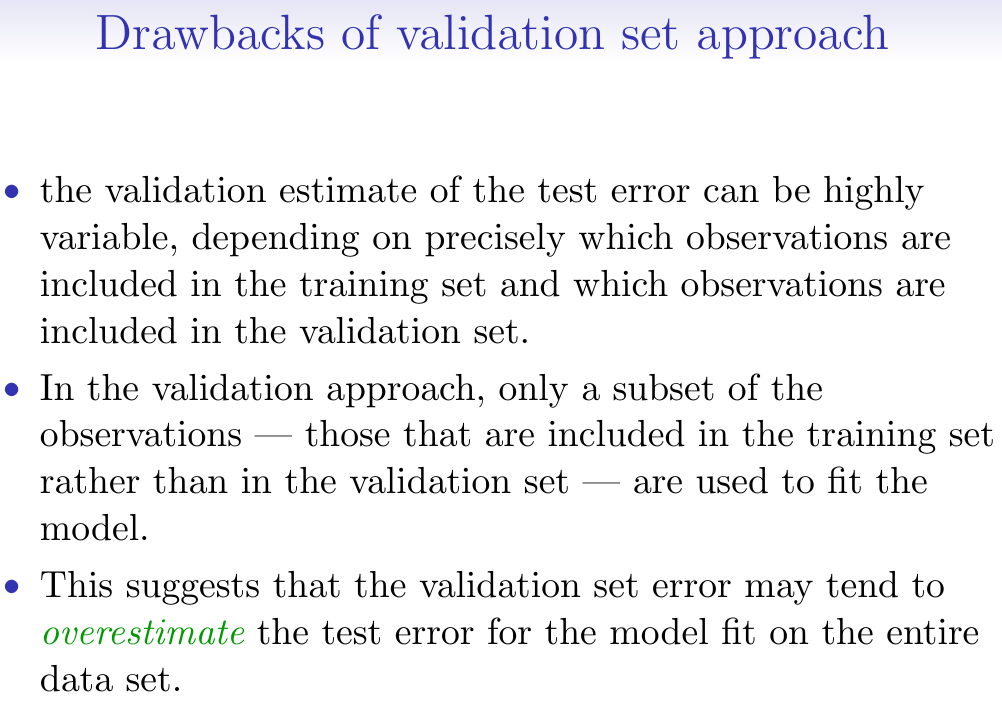 Drawbacks of validation set approach
• the validation estimate of the test error can be highly
variable, depending on precisely which observations are
included in the training set and which observations are
included in the validation set.
• In the validation approach, only a subset of the
observations — those that are included in the training set
rather than in the validation set — are used to fit the
model.
• This suggests that the validation set error may tend to
overestimate the test error for the model fit on the entire
data set.